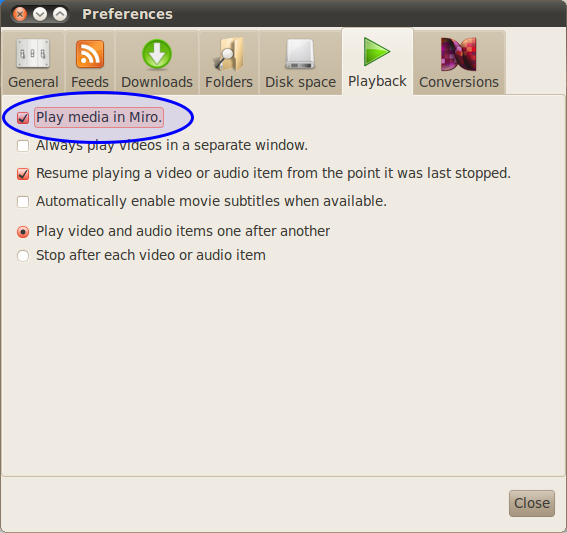 Preferences
General Feeds Downloads Folders Disk space Playback Conversions
Play media in Miro.
Always play videos in a separate window.
Resume playing a video or audio item from the point it was last stopped.
Automatically enable movie subtitles when available.
Play video and audio items one after another
Stop after each video or audio item
Close